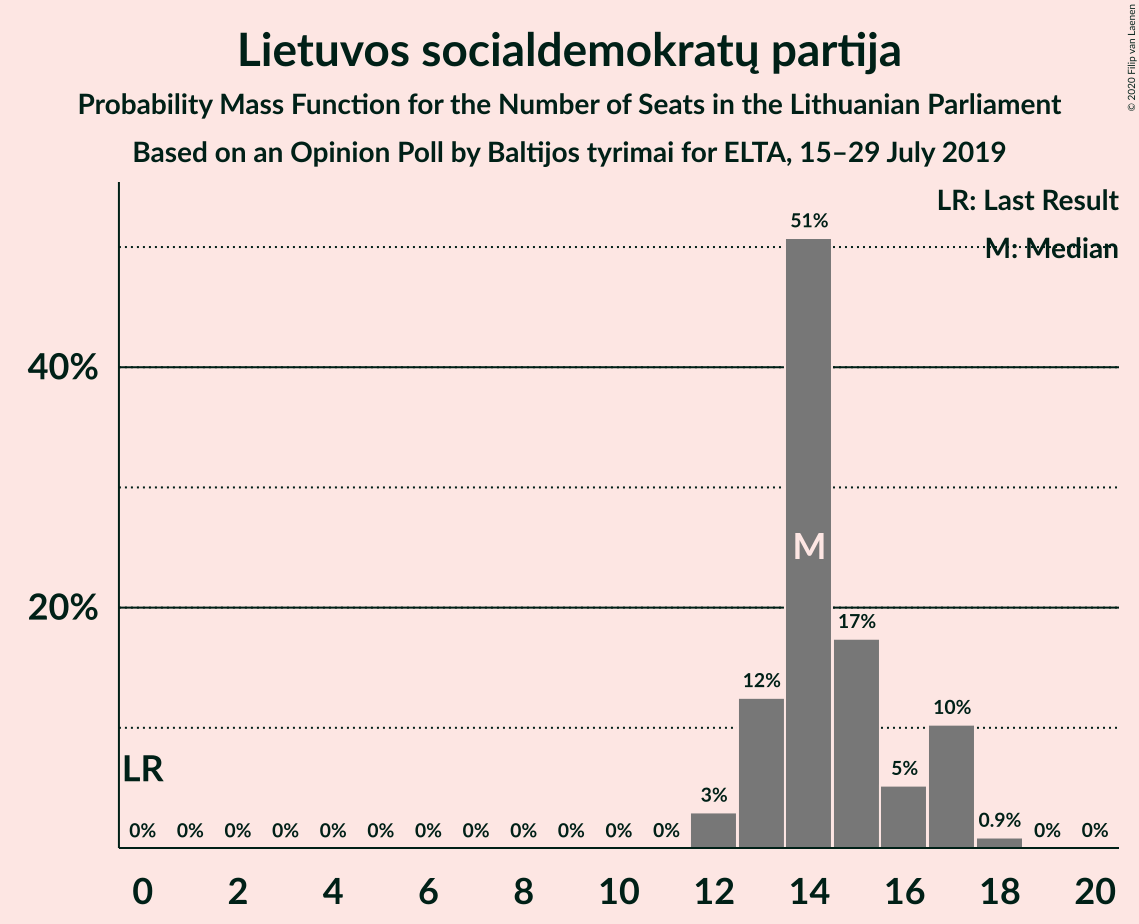 Lietuvos socialdemokratų partija
Probability Mass Function for the Number of Seats in the Lithuanian Parliament
Based on an Opinion Poll by Baltijos tyrimai for ELTA, 15–29 July 2019
© 2020 Filip van Laenen
LR: Last Result
M: Median
51%
40%
M
20%
17%
12%
10%
LR
5%
3%
0.9%
0% 0% 0% 0% 0% 0% 0% 0% 0% 0% 0% 0% 0% 0%
0 2 4 6 8 10 12 14 16 18 20